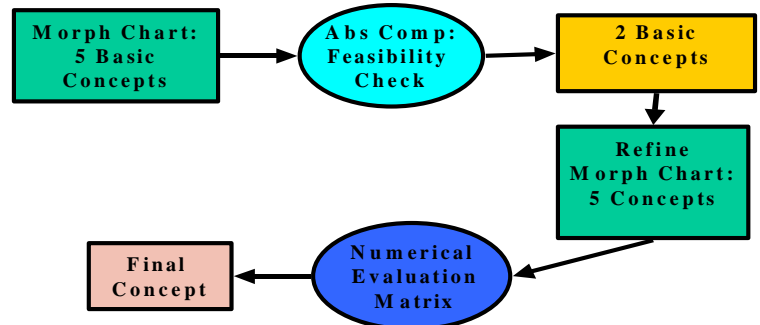 Morph Chart:
5 Basic
Concepts
Abs Comp:
Feasibility
Check
2 Basic
Concepts
Refine
Morph Chart:
5 Concepts
Numerical
Evaluation
Matrix
Final
Concept